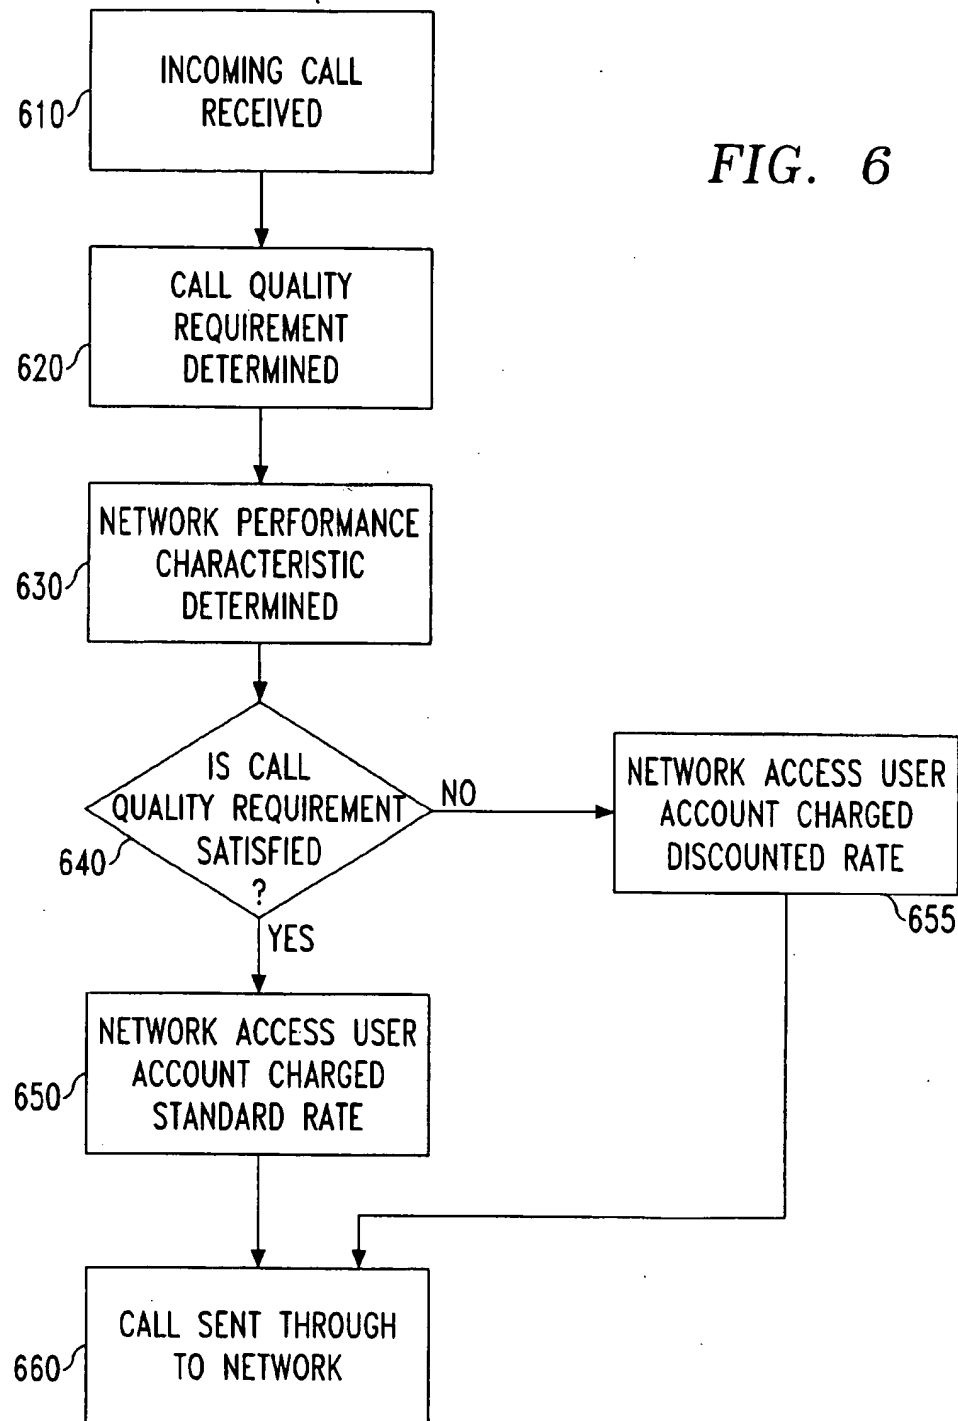 INCOMING CALL
RECEIVED
610
FIG. 6
CALL QUALITY
REQUIREMENT
DETERMINED
620
NETWORK PERFORMANCE
CHARACTERISTIC
DETERMINED
630
IS CALL
QUALITY REQUIREMENT
SATISFIED
?
640
NO
YES
NETWORK ACCESS USER
ACCOUNT CHARGED
DISCOUNTED RATE
655
NETWORK ACCESS USER
ACCOUNT CHARGED
STANDARD RATE
650
CALL SENT THROUGH
TO NETWORK
660